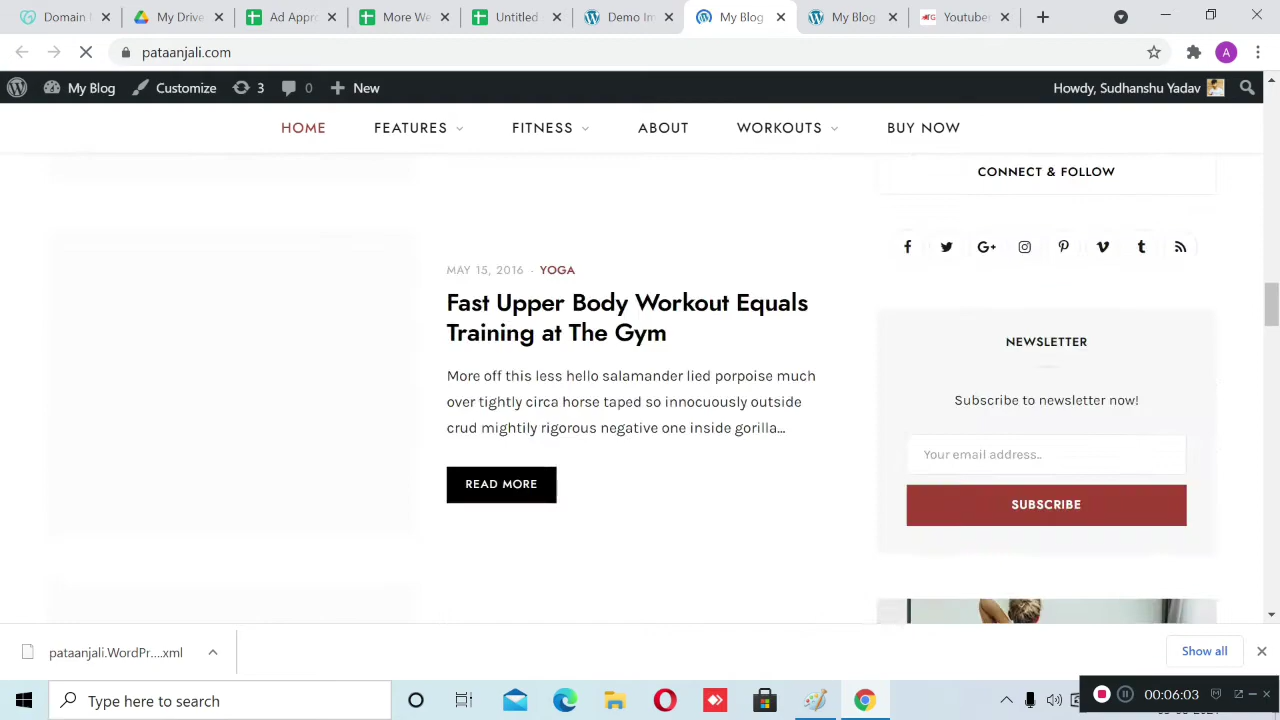 Domain I
My Drive
Ad Appro
More We
Untitled
Demo Im
My Blog
My Blog
Youtube
pataanjali.com
A
My Blog
Customize
3
0
New
Howdy, Sudhanshu Yadav
HOME
FEATURES
FITNESS
ABOUT
WORKOUTS
BUY NOW
CONNECT & FOLLOW
MAY 15, 2016 - YOGA
Fast Upper Body Workout Equals
Training at The Gym
More off this less hello salamander lied porpoise much
over tightly circa horse taped so innocuously outside
crud mightily rigorous negative one inside gorilla...
READ MORE
NEWSLETTER
Subscribe to newsletter now!
Your email address..
SUBSCRIBE
pataanjali.WordPr....xml
Show all
Type here to search
00:06:03